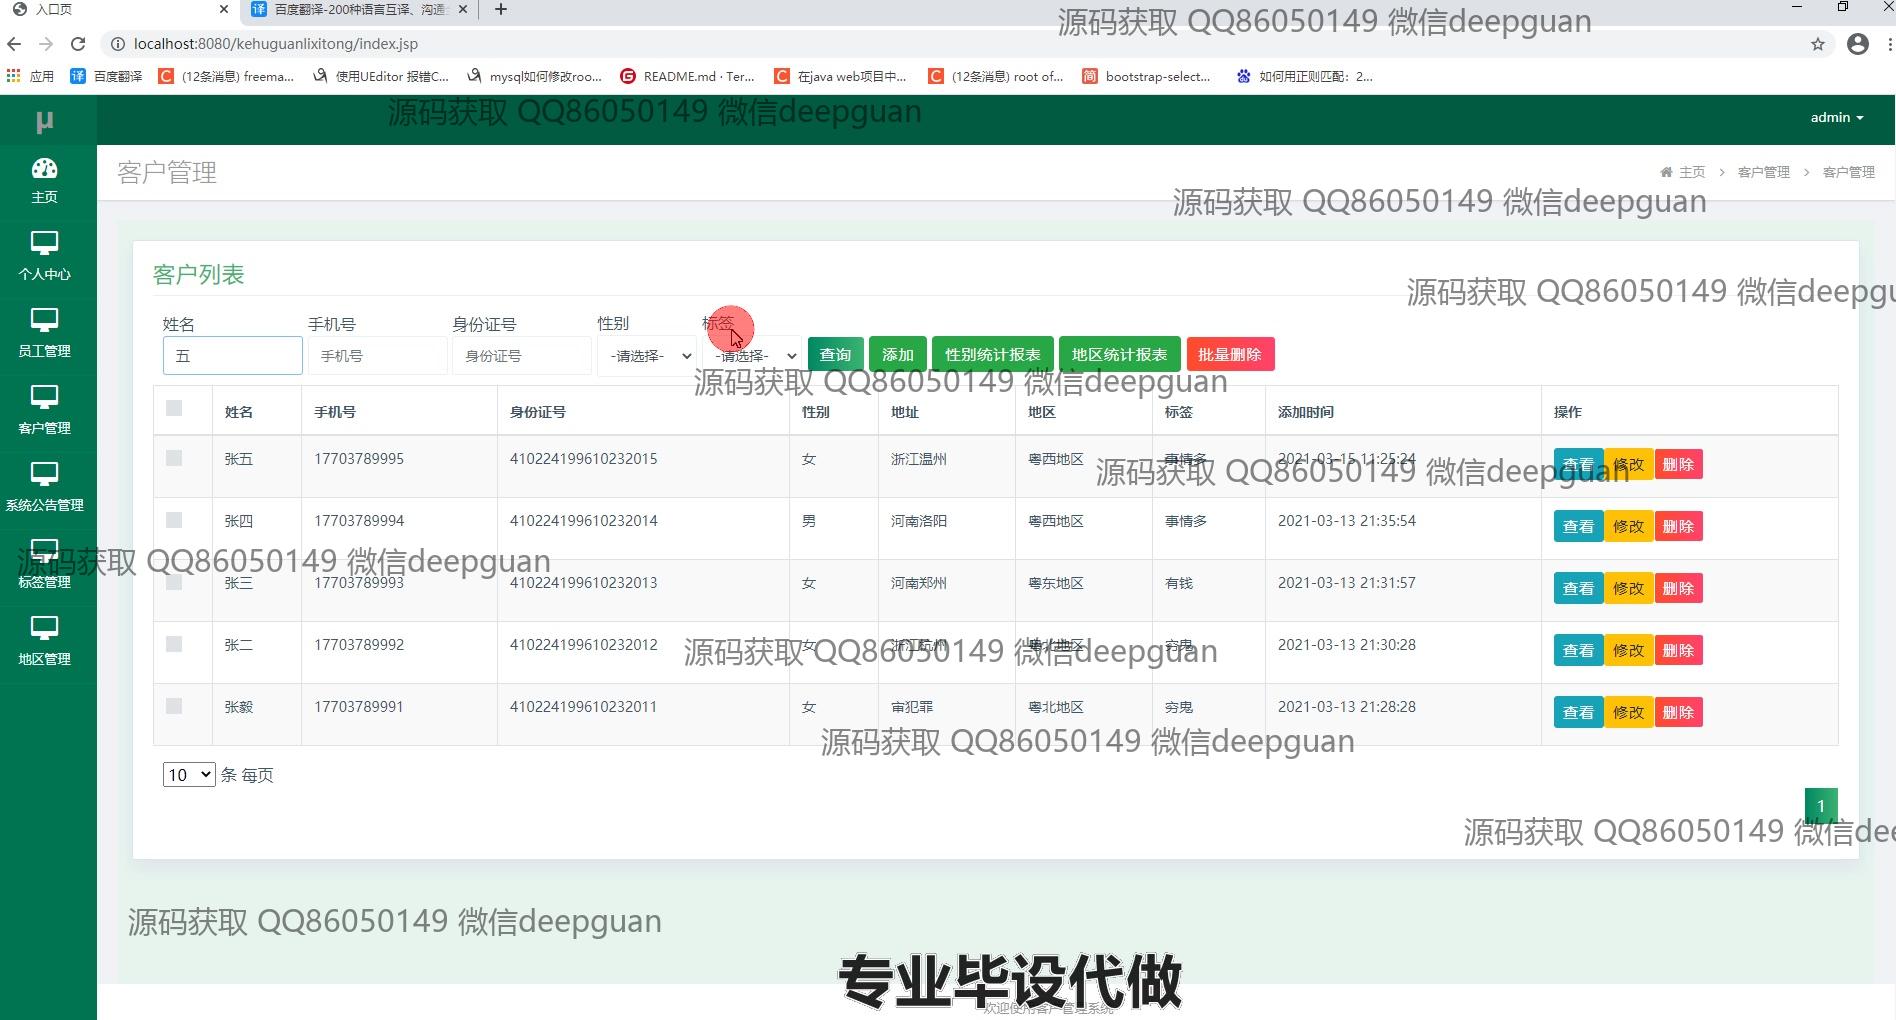 入口页
百度翻译-200种语言互译、沟通全
源码获取 QQ86050149 微信deepguan
localhost:8080/kehuguanlixitong/index.jsp
应用 百度翻译 (12条消息) freema... 使用UEditor 报错C... mysql如何修改roo... README.md · Ter... 在java web项目中... (12条消息) root of... bootstrap-select... 如何用正则匹配：2...
μ
源码获取 QQ86050149 微信deepguan
admin
主页
客户管理
主页 > 客户管理 > 客户管理
源码获取 QQ86050149 微信deepguan
个人中心
客户列表
源码获取 QQ86050149 微信deepgu
员工管理
姓名 手机号 身份证号 性别 标签
五 手机号 身份证号 -请选择- -请选择- 查询 添加 性别统计报表 地区统计报表 批量删除
源码获取 QQ86050149 微信deepguan
客户管理
姓名 手机号 身份证号 性别 地址 地区 标签 添加时间 操作
张五 17703789995 410224199610232015 女 浙江温州 粤西地区 事情多 2021-03-15 11:25:24 查看 修改 删除
源码获取 QQ86050149 微信deepguan
系统公告管理
张四 17703789994 410224199610232014 男 河南洛阳 粤西地区 事情多 2021-03-13 21:35:54 查看 修改 删除
源码获取 QQ86050149 微信deepguan
标签管理
张三 17703789993 410224199610232013 女 河南郑州 粤东地区 有钱 2021-03-13 21:31:57 查看 修改 删除
地区管理
张二 17703789992 410224199610232012 女 浙江杭州 粤北地区 穷鬼 2021-03-13 21:30:28 查看 修改 删除
源码获取 QQ86050149 微信deepguan
张毅 17703789991 410224199610232011 女 审犯罪 粤北地区 穷鬼 2021-03-13 21:28:28 查看 修改 删除
源码获取 QQ86050149 微信deepguan
10 条 每页
1
源码获取 QQ86050149 微信dee
源码获取 QQ86050149 微信deepguan
专业毕设代做
欢迎使用客户管理系统